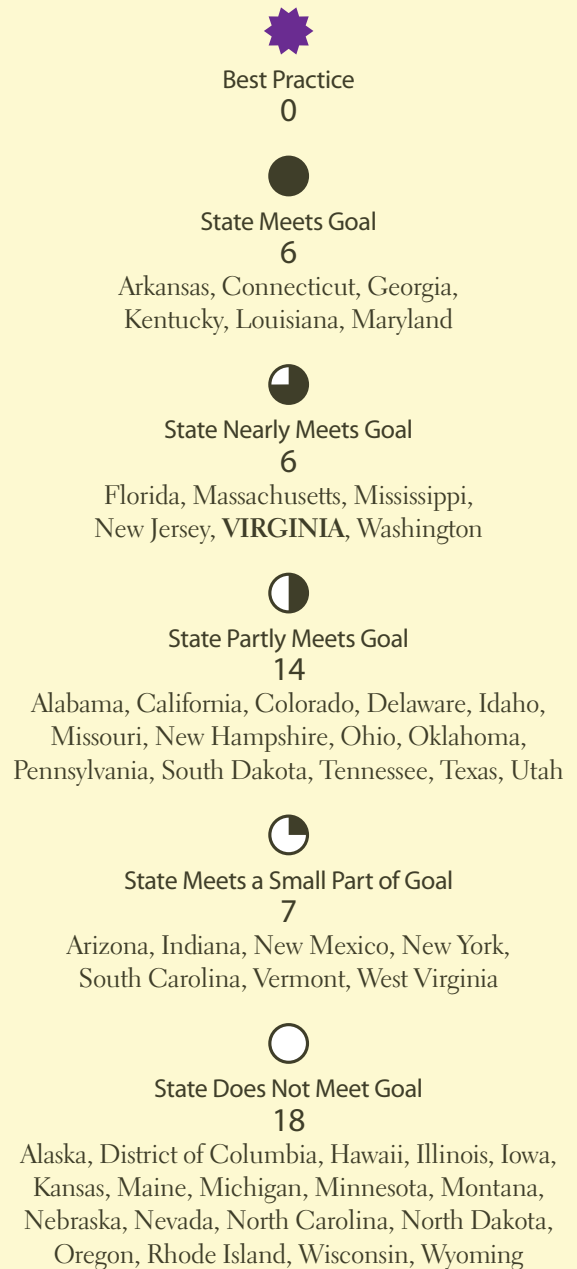 Best Practice
0
State Meets Goal
6
Arkansas, Connecticut, Georgia,
Kentucky, Louisiana, Maryland
State Nearly Meets Goal
6
Florida, Massachusetts, Mississippi,
New Jersey, VIRGINIA, Washington
State Partly Meets Goal
14
Alabama, California, Colorado, Delaware, Idaho,
Missouri, New Hampshire, Ohio, Oklahoma,
Pennsylvania, South Dakota, Tennessee, Texas, Utah
State Meets a Small Part of Goal
7
Arizona, Indiana, New Mexico, New York,
South Carolina, Vermont, West Virginia
State Does Not Meet Goal
18
Alaska, District of Columbia, Hawaii, Illinois, Iowa,
Kansas, Maine, Michigan, Minnesota, Montana,
Nebraska, Nevada, North Carolina, North Dakota,
Oregon, Rhode Island, Wisconsin, Wyoming